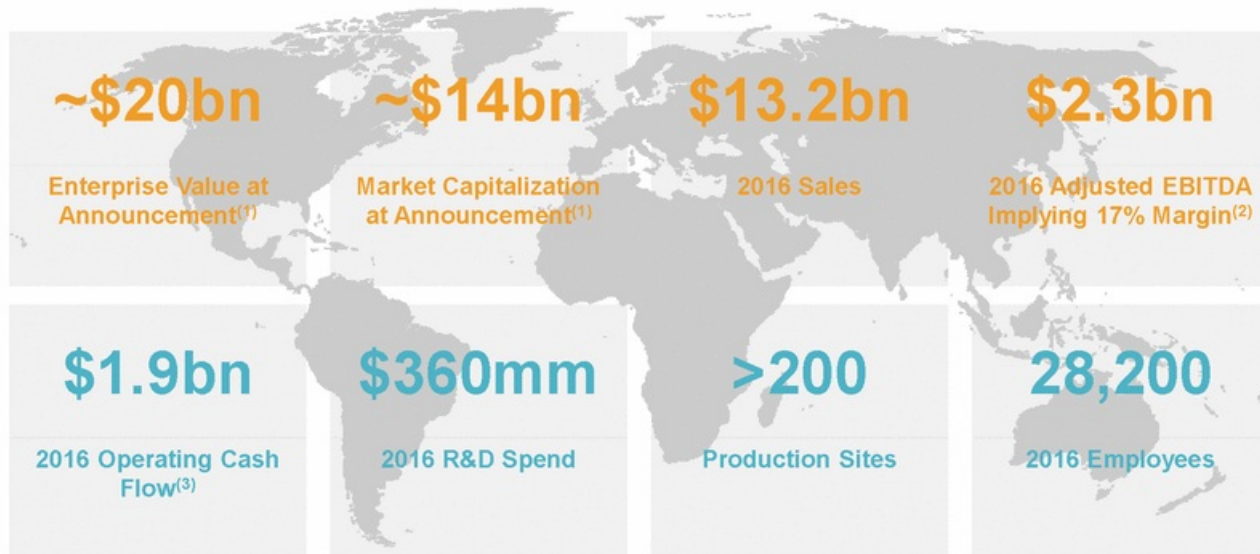 ~$20bn
Enterprise Value at
Announcement(1)
~$14bn
Market Capitalization
at Announcement(1)
$13.2bn
2016 Sales
$2.3bn
2016 Adjusted EBITDA
Implying 17% Margin(2)
$1.9bn
2016 Operating Cash
Flow(3)
$360mm
2016 R&D Spend
>200
Production Sites
28,200
2016 Employees